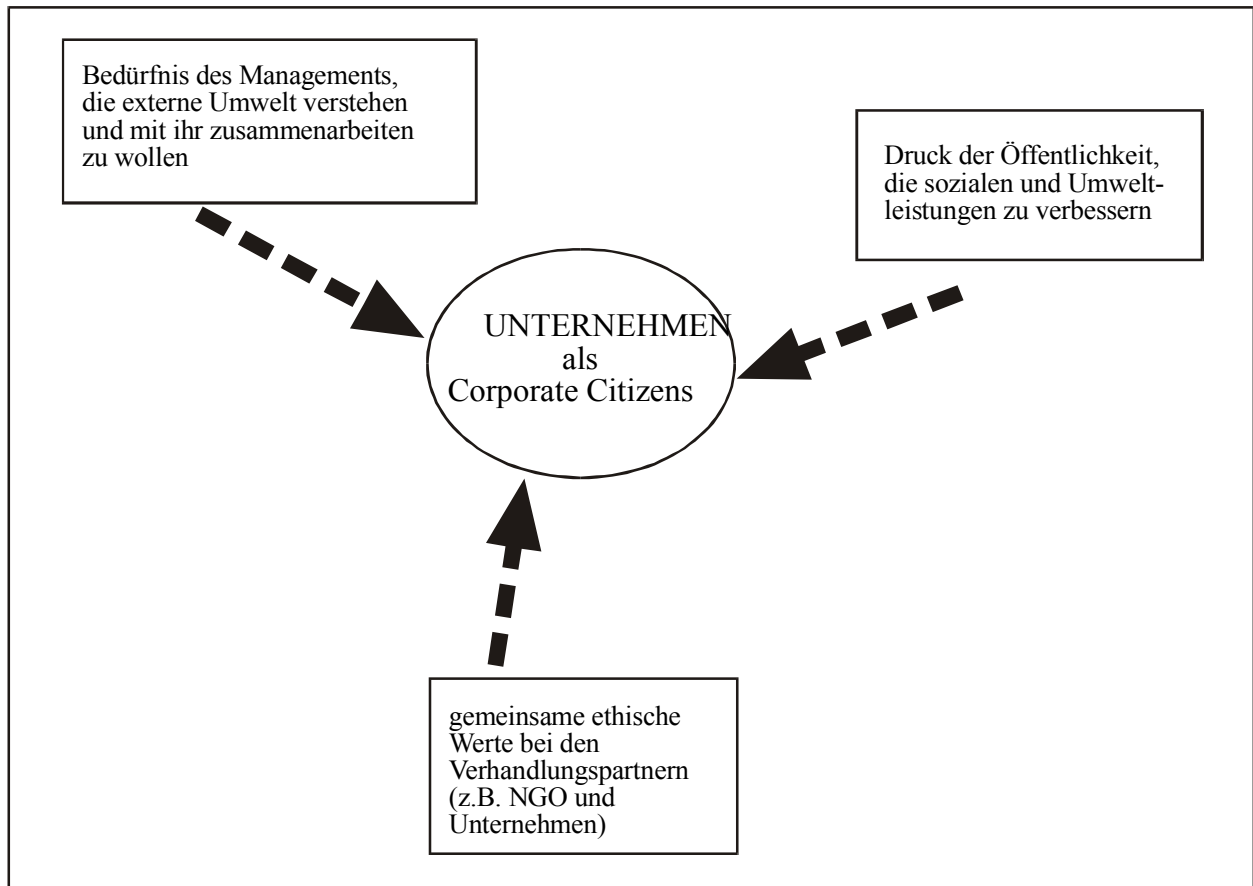 Bedürfnis des Managements,
die externe Umwelt verstehen
und mit ihr zusammenarbeiten
zu wollen
Druck der Öffentlichkeit,
die sozialen und Umwelt-
leistungen zu verbessern
UNTERNEHMEN
als
Corporate Citizens
gemeinsame ethische
Werte bei den
Verhandlungspartnern
(z.B. NGO und
Unternehmen)